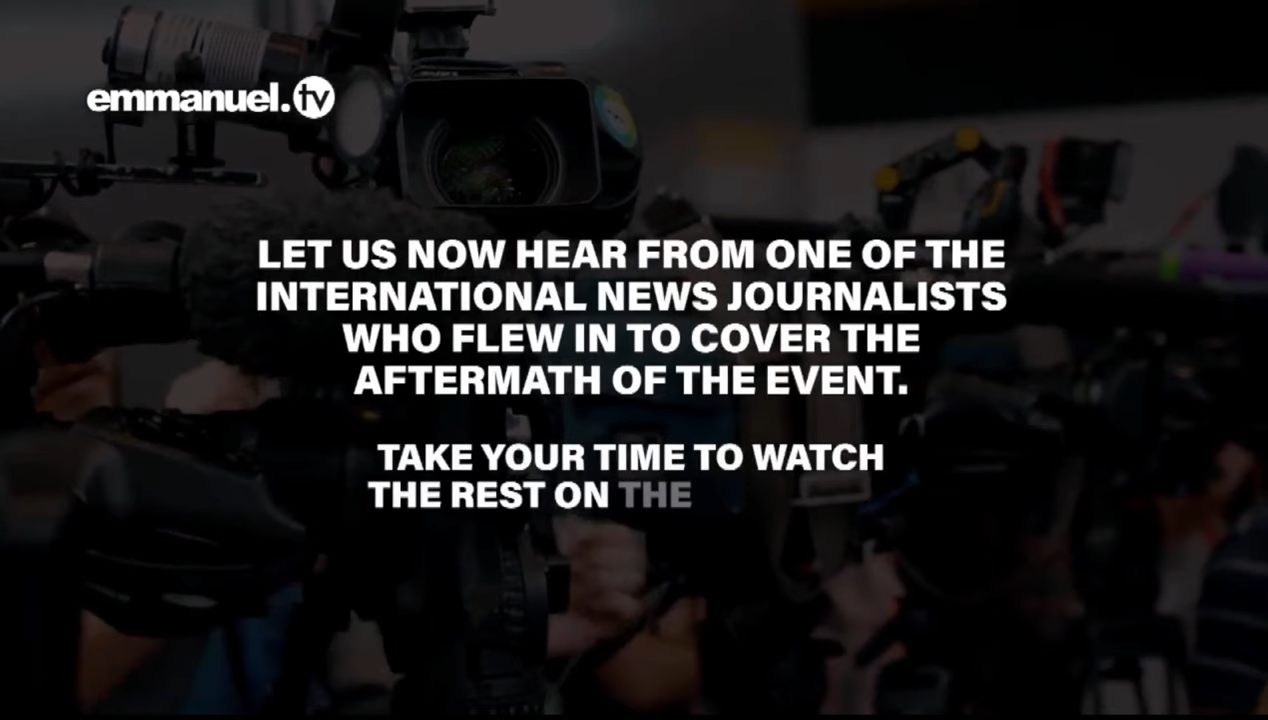 emmanuel.tv
LET US NOW HEAR FROM ONE OF THE
INTERNATIONAL NEWS JOURNALISTS
WHO FLEW IN TO COVER THE
AFTERMATH OF THE EVENT.
TAKE YOUR TIME TO WATCH
THE REST ON THE